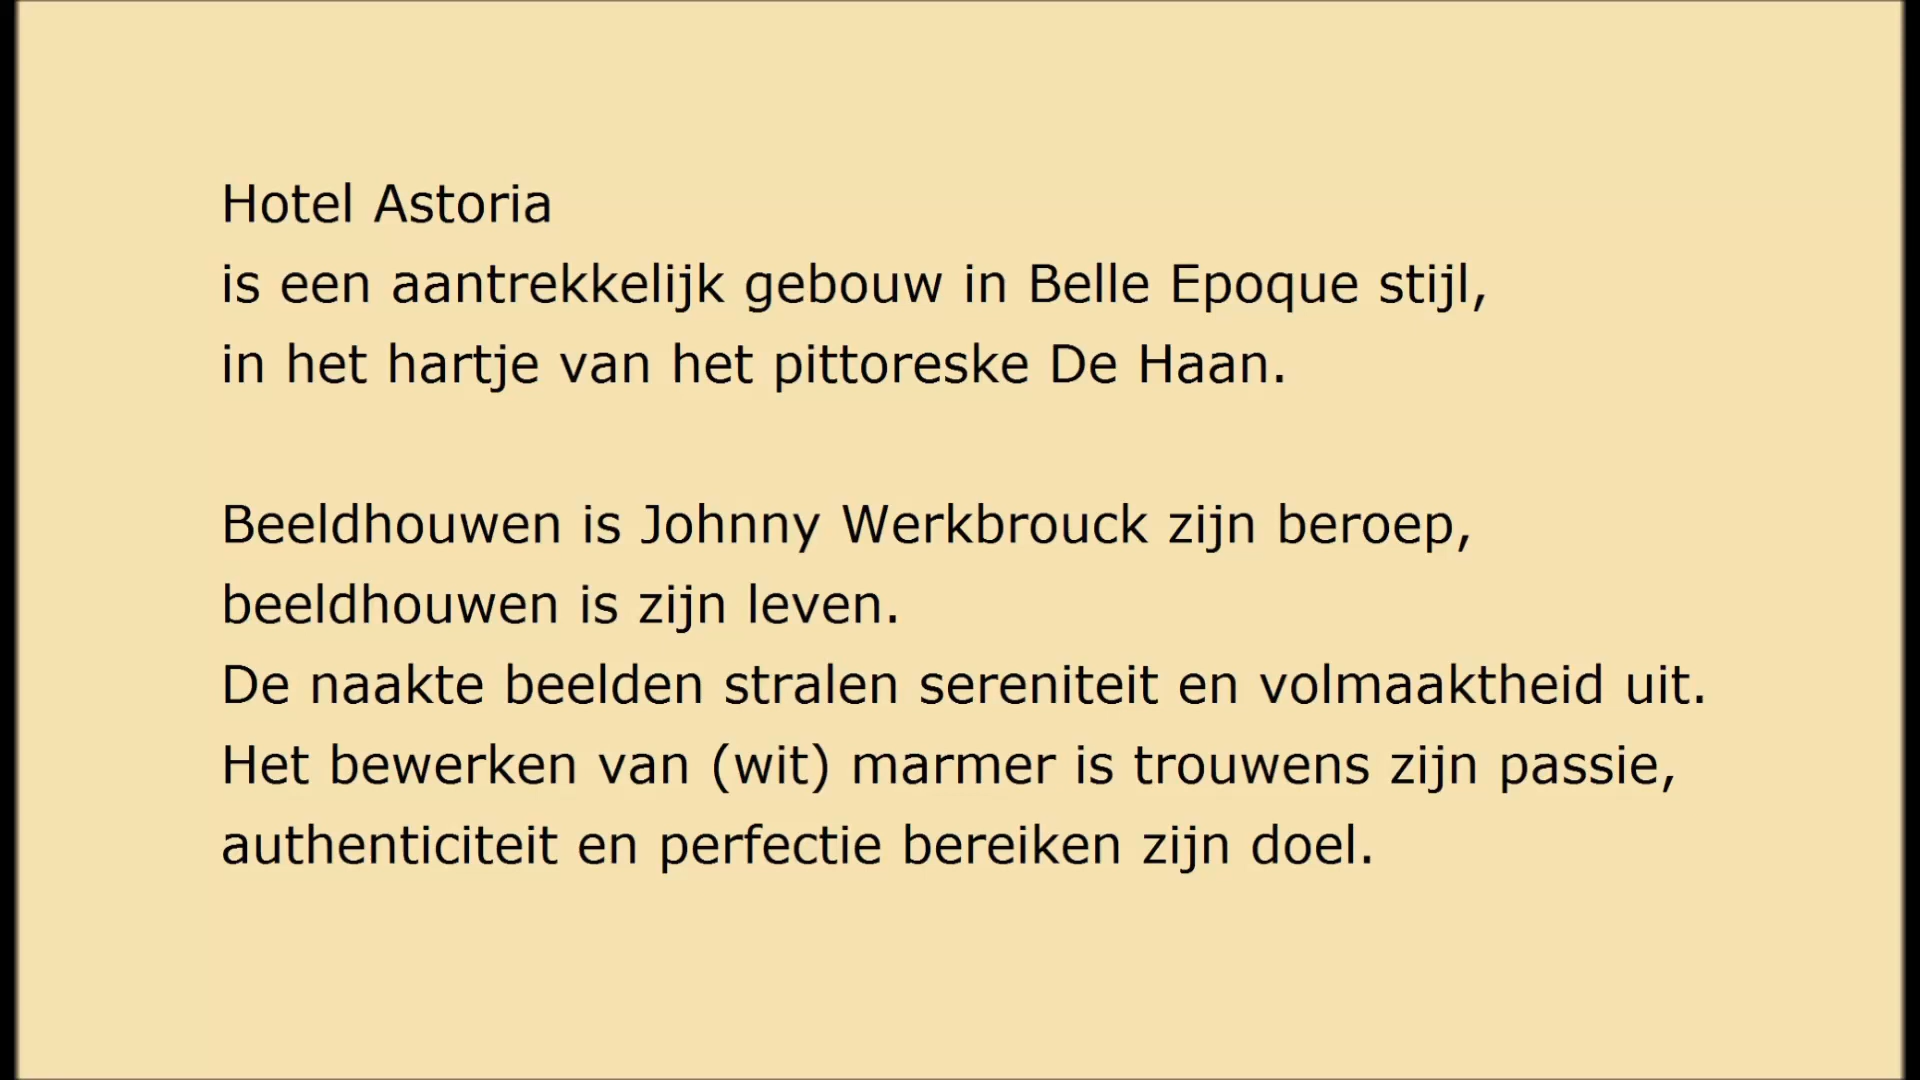 Hotel Astoria
is een aantrekkelijk gebouw in Belle Epoque stijl,
in het hartje van het pittoreske De Haan.
Beeldhouwen is Johnny Werkbrouck zijn beroep,
beeldhouwen is zijn leven.
De naakte beelden stralen sereniteit en volmaaktheid uit.
Het bewerken van (wit) marmer is trouwens zijn passie,
authenticiteit en perfectie bereiken zijn doel.